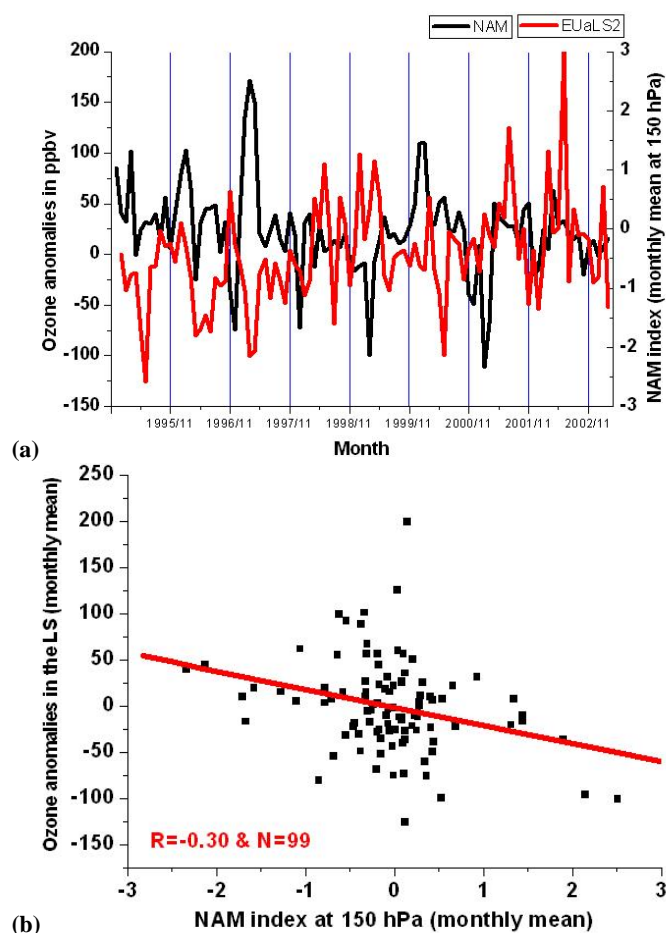 NAM EUaLS2
Ozone anomalies in ppbv
200
150
100
50
0
-50
-100
-150
3
2
1
0
-1
-2
-3
NAM index (monthly mean at 150 hPa)
1995/11 1996/11 1997/11 1998/11 1999/11 2000/11 2001/11 2002/11
Month
(a)
Ozone anomalies in the LS (monthly mean)
250
200
150
100
50
0
-50
-100
-150
R=-0.30 & N=99
-3 -2 -1 0 1 2 3
NAM index at 150 hPa (monthly mean)
(b)